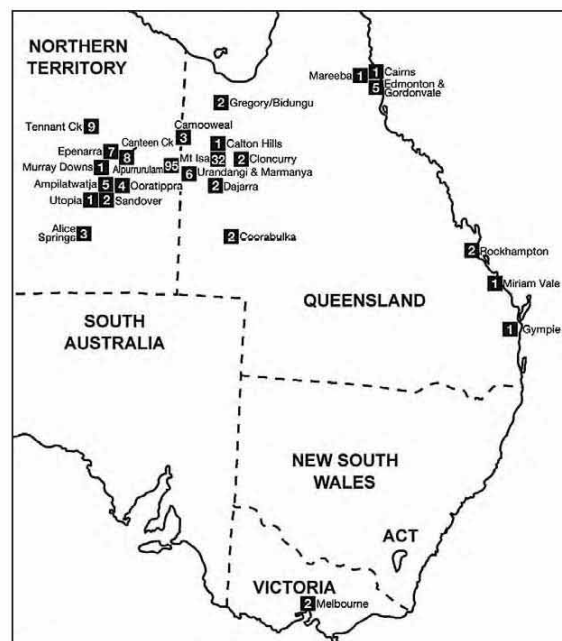 NORTHERN
TERRITORY
Mareeba 1
1 Cairns
5 Edmonton &
Gordonvale
2 Gregory/Bidungu
Tennant Ck 9
Camooweal
3
Canteen Ck
8
1 Calton Hills
Epenarra 7
Mt Isa 32
2 Cloncurry
Murray Downs 1
Alpurrurulam 95
6 Urandangi & Marmanya
Ampilatwatja 5
4 Ooratippra
2 Dajarra
Utopia 1
2 Sandover
Alice
Springs 3
2 Coorabulka
2 Rockhampton
1 Miriam Vale
QUEENSLAND
SOUTH
AUSTRALIA
1 Gympie
NEW SOUTH
WALES
ACT
VICTORIA
2 Melbourne